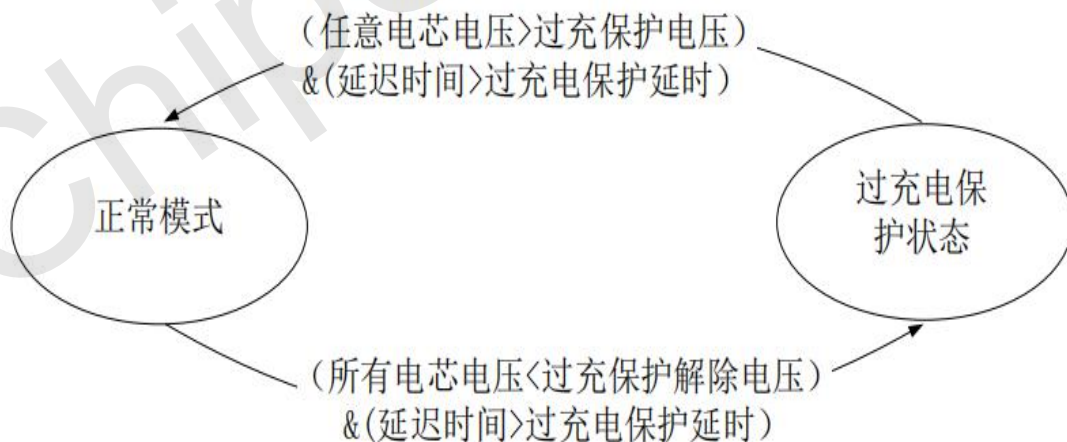 （任意电芯电压>过充保护电压）
&(延迟时间>过充电保护延时)
正常模式
过充电保
护状态
（所有电芯电压<过充保护解除电压)
&(延迟时间>过充电保护延时)
Chip